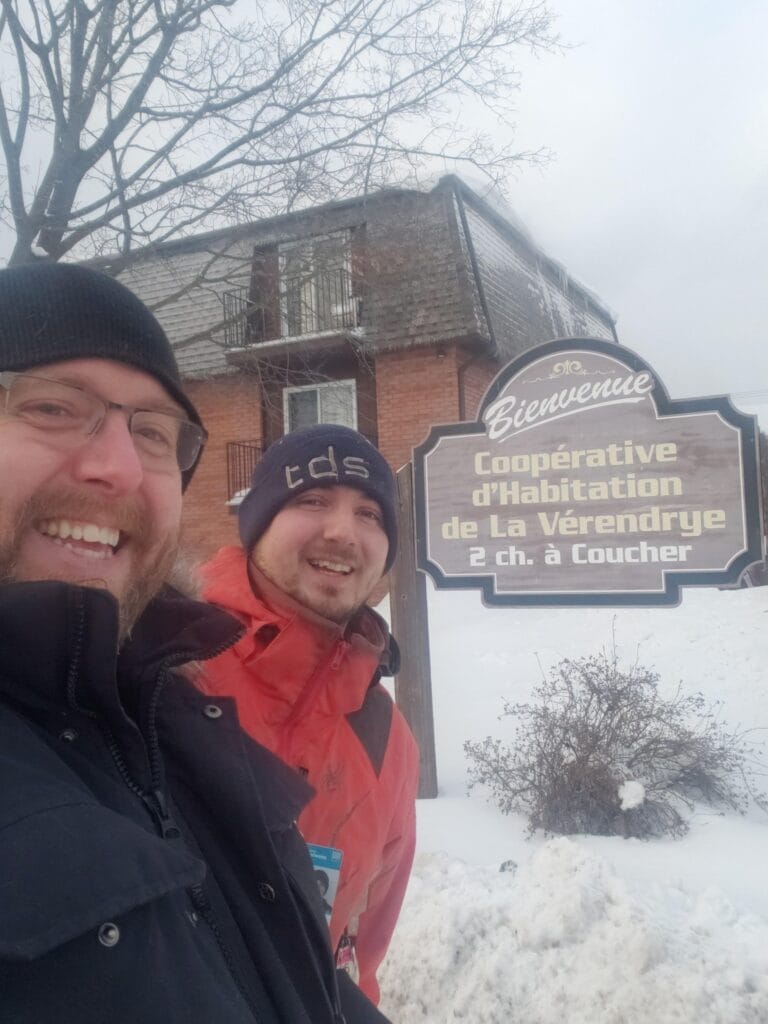 tds
Bienvenue
Coopérative
d'Habitation
de La Vérendrye
2 ch. à Coucher